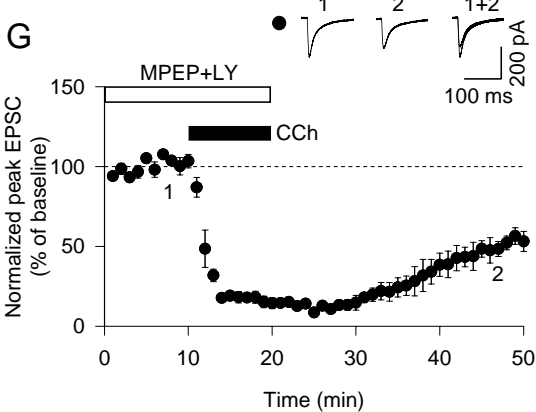 G
1 2 1+2
200 pA
100 ms
MPEP+LY
CCh
Normalized peak EPSC
(% of baseline)
150
100
50
0
1
2
0 10 20 30 40 50
Time (min)